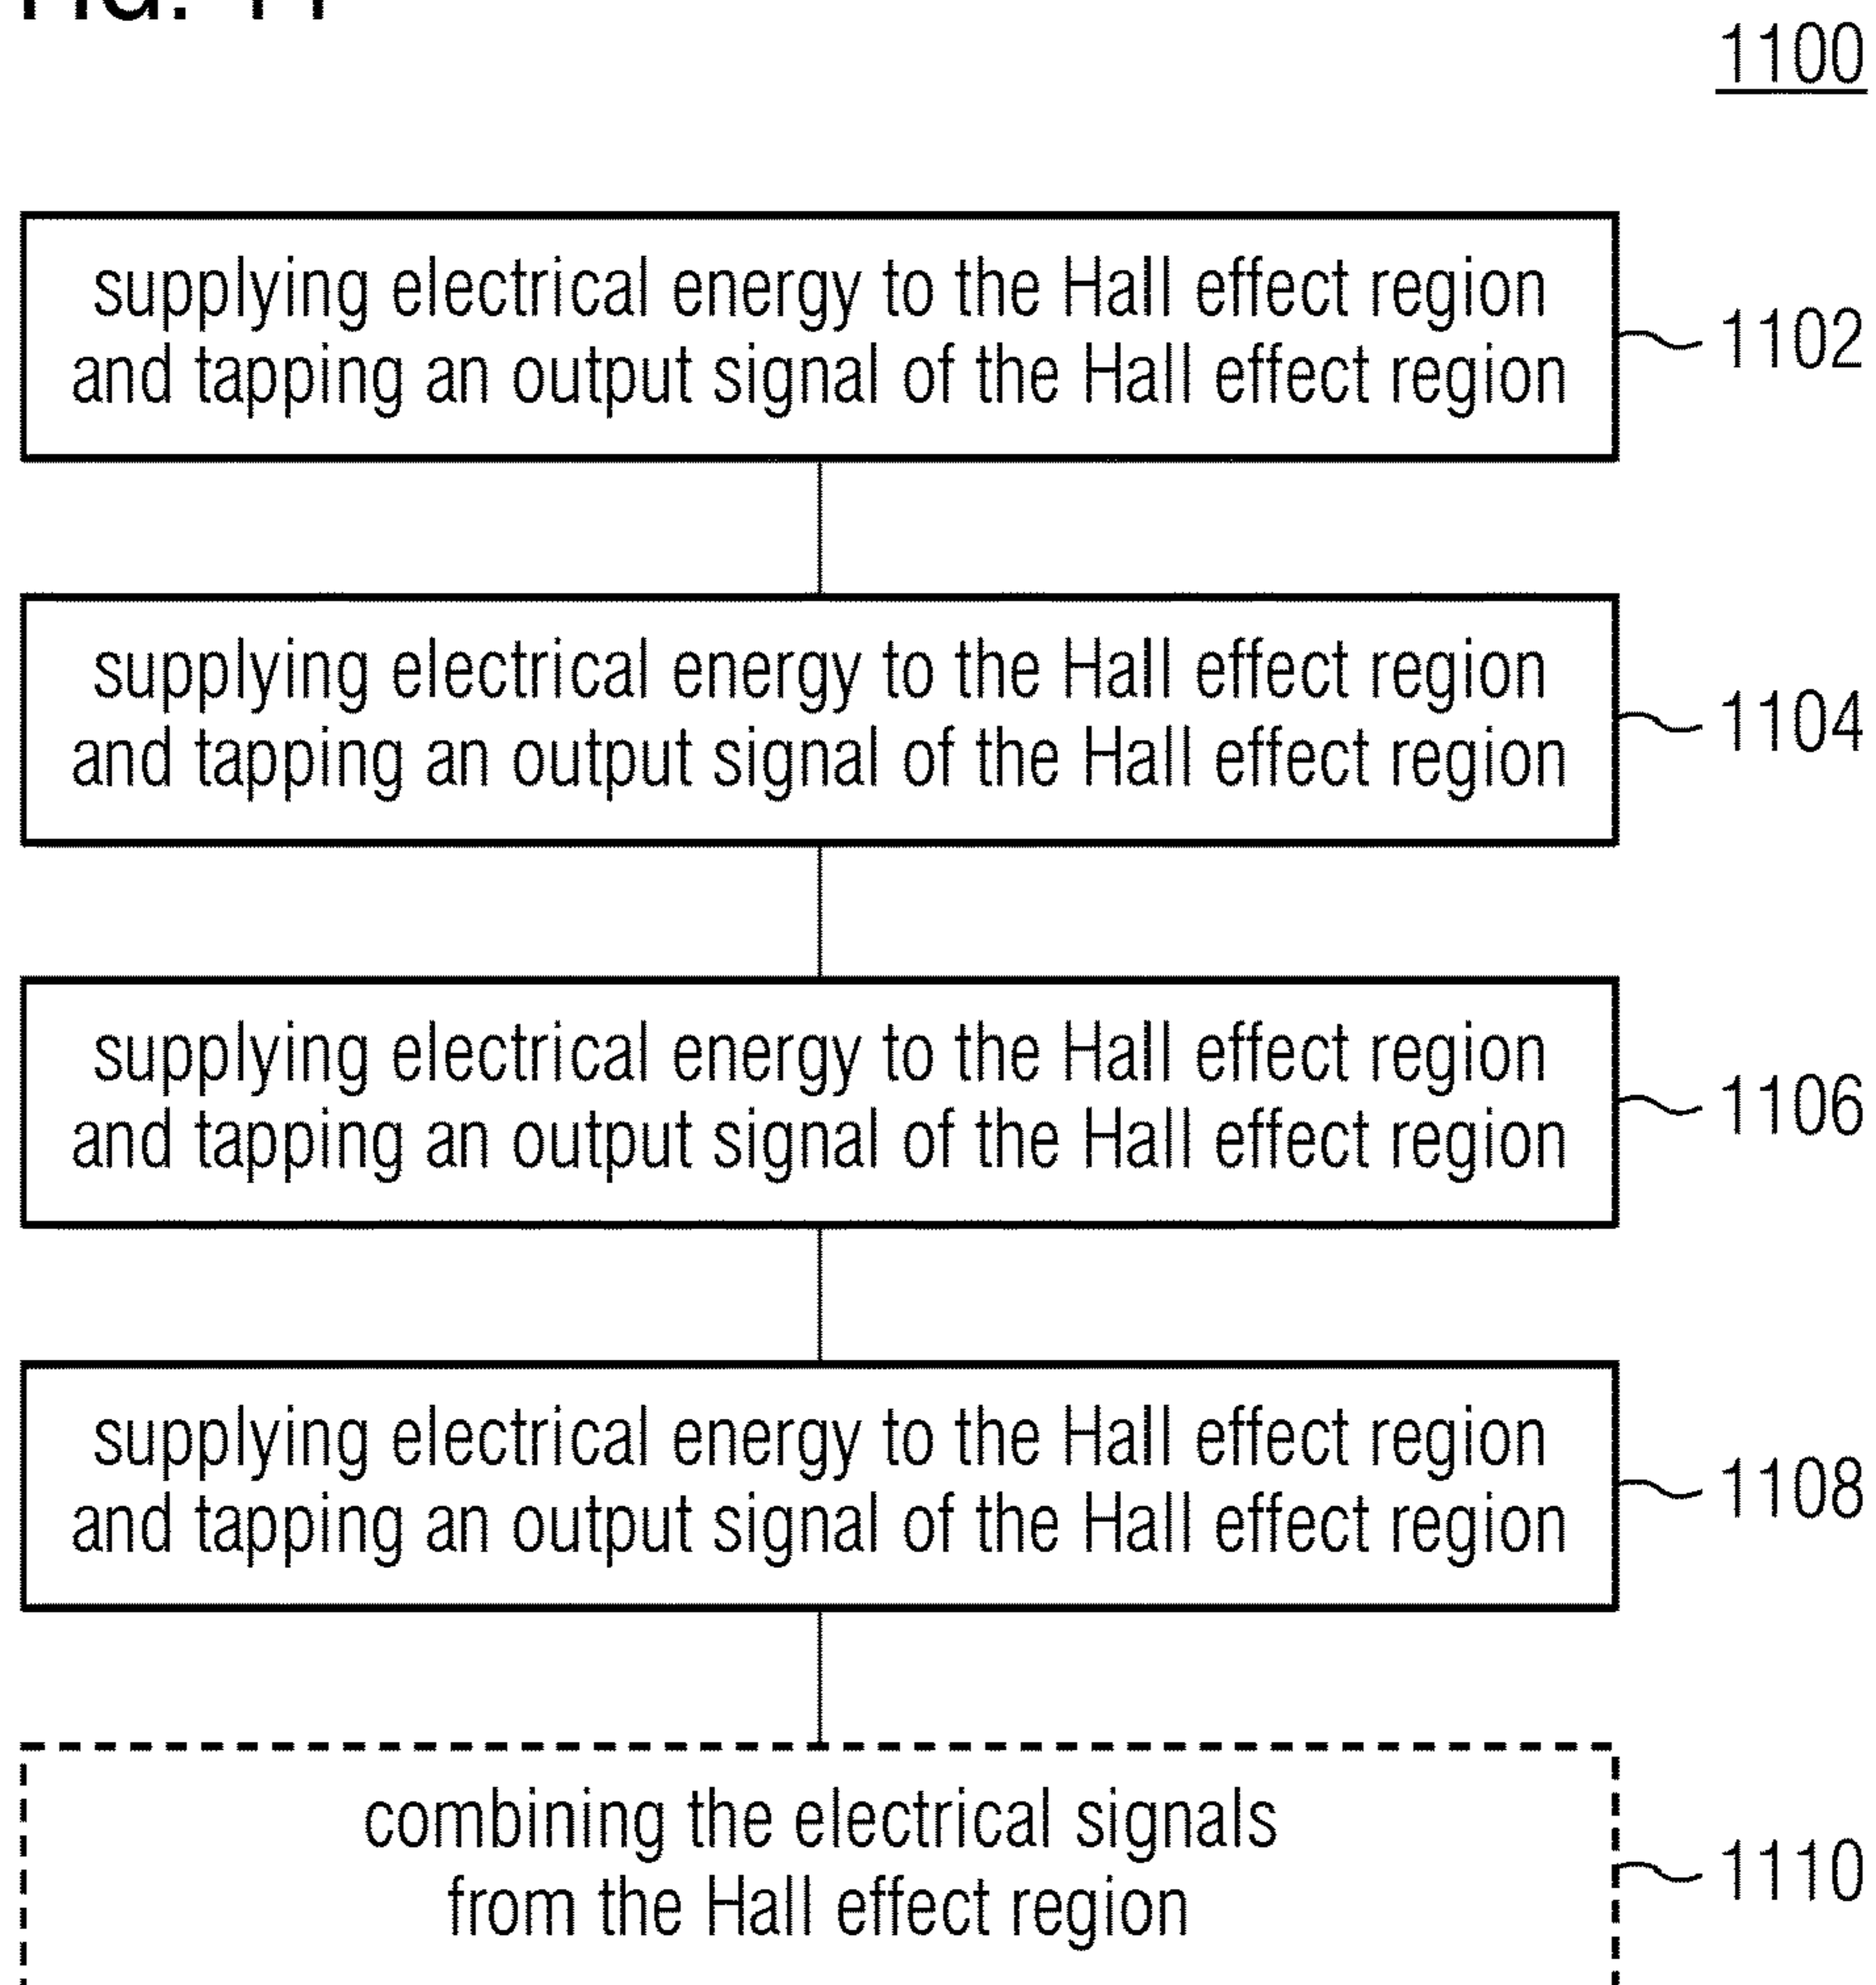 FIG. 11
1100
supplying electrical energy to the Hall effect region
and tapping an output signal of the Hall effect region
1102
supplying electrical energy to the Hall effect region
and tapping an output signal of the Hall effect region
1104
supplying electrical energy to the Hall effect region
and tapping an output signal of the Hall effect region
1106
supplying electrical energy to the Hall effect region
and tapping an output signal of the Hall effect region
1108
combining the electrical signals
from the Hall effect region
1110